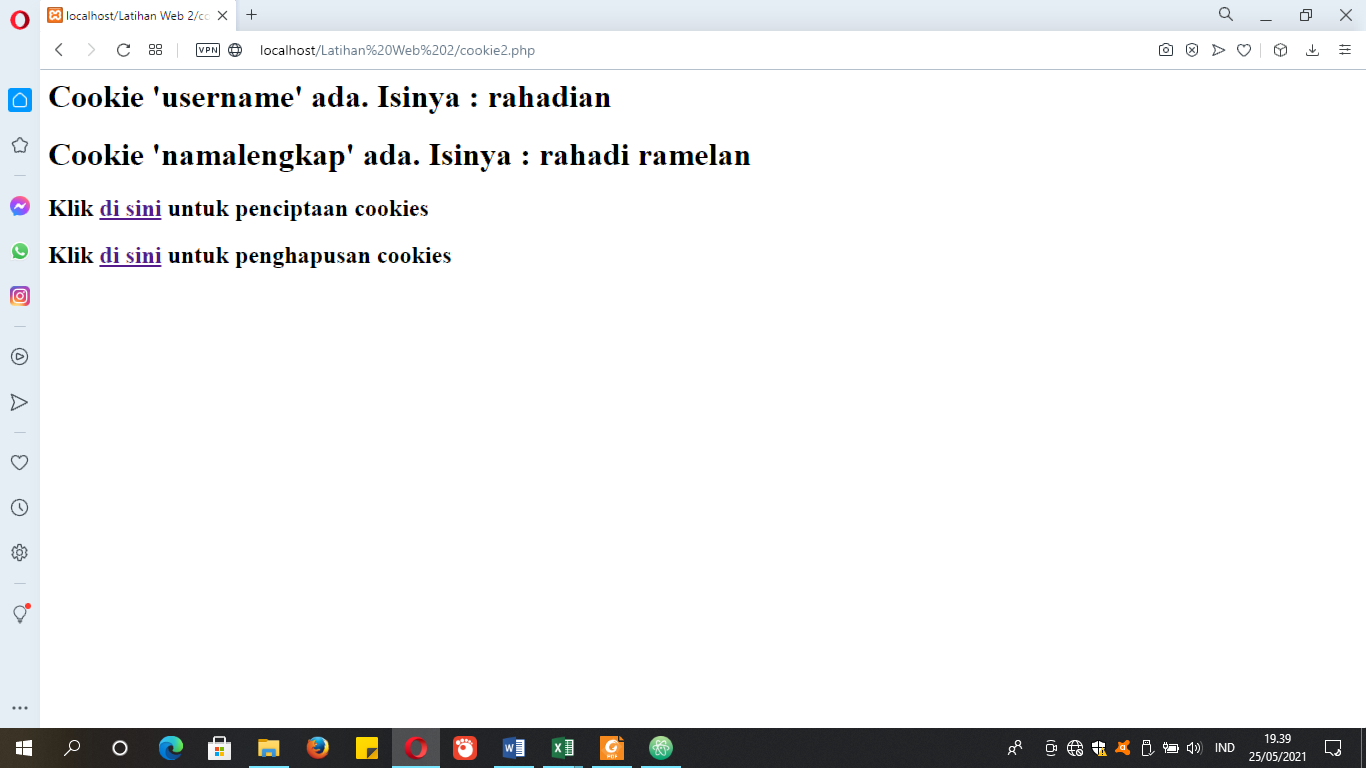 localhost/Latihan Web 2/co
VPN
localhost/Latihan%20Web%202/cookie2.php
Cookie 'username' ada. Isinya : rahadian
Cookie 'namalengkap' ada. Isinya : rahadi ramelan
Klik di sini untuk penciptaan cookies
Klik di sini untuk penghapusan cookies
IND
19.39
25/05/2021